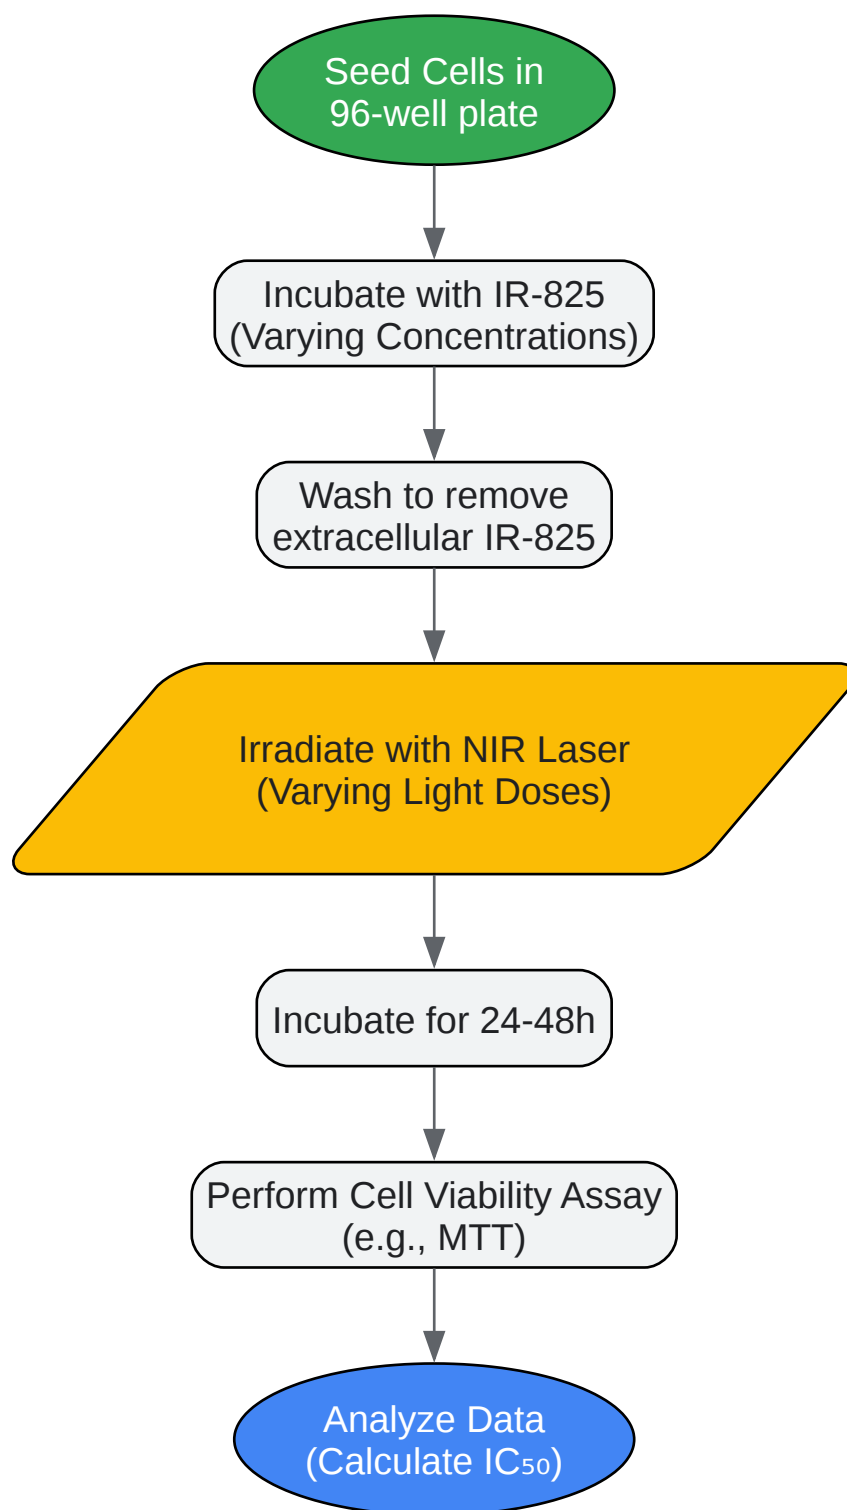 Seed Cells in
96-well plate
Incubate with IR-825
(Varying Concentrations)
Wash to remove
extracellular IR-825
Irradiate with NIR Laser
(Varying Light Doses)
Incubate for 24-48h
Perform Cell Viability Assay
(e.g., MTT)
Analyze Data
(Calculate IC₅₀)